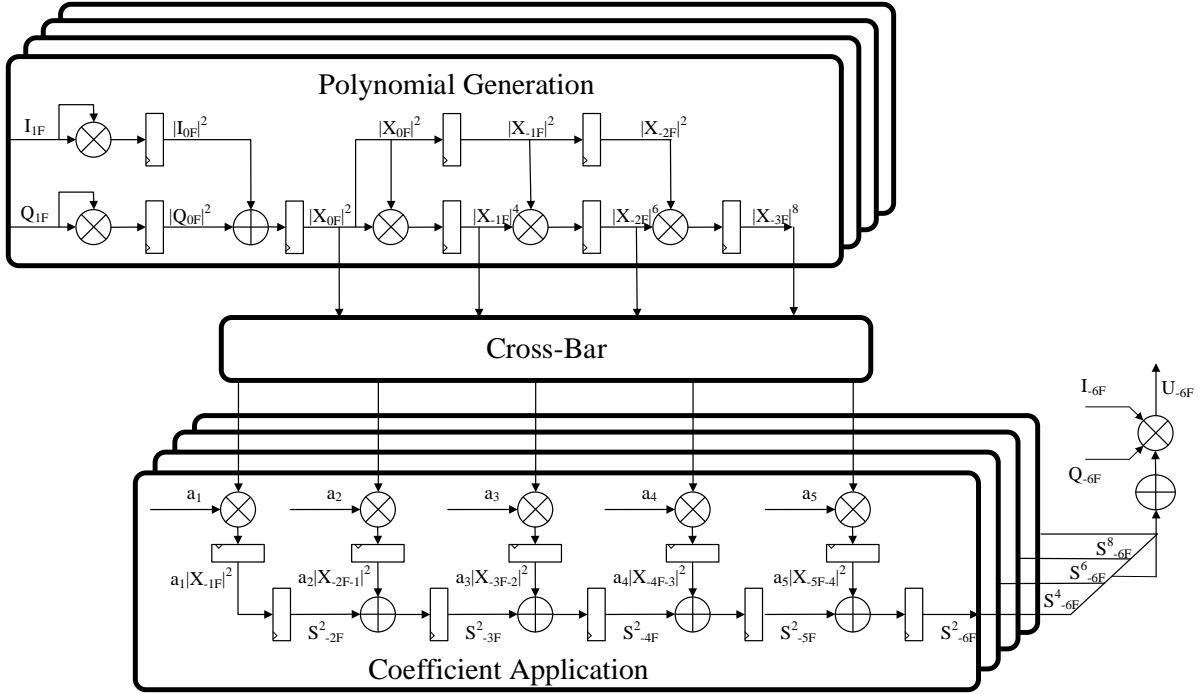 Polynomial Generation
I1F |I0F|² |X0F|² |X-1F|² |X-2F|²
Q1F |Q0F|² |X0F|² |X-1F|⁴ |X-2F|⁶ |X-3F|⁸
Cross-Bar
I-6F U-6F
Q-6F
a1 a2 a3 a4 a5
S⁸-6F
a1|X-1F|² a2|X-2F-1|² a3|X-3F-2|² a4|X-4F-3|² a5|X-5F-4|² S⁶-6F
S⁴-6F
S²-2F S²-3F S²-4F S²-5F S²-6F
Coefficient Application